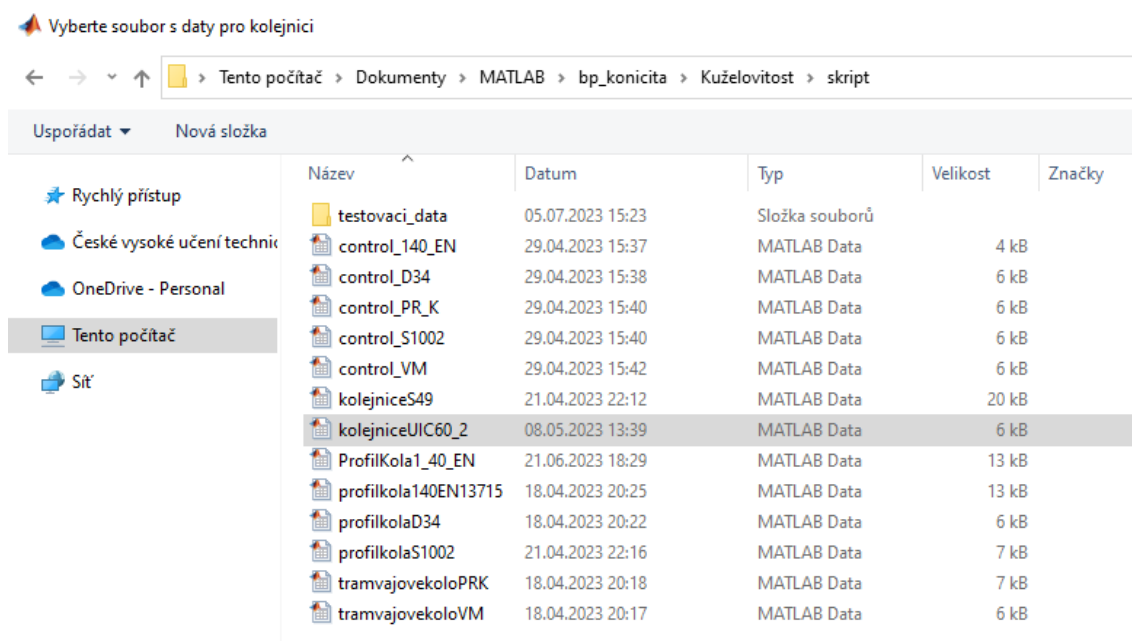 Vyberte soubor s daty pro kolejnici
Tento počítač > Dokumenty > MATLAB > bp_konicita > Kuželovitost > skript
Uspořádat Nová složka
Název Datum Typ Velikost Značky
Rychlý přístup
České vysoké učení
OneDrive - Personal
Tento počítač
Síť
testovaci_data 05.07.2023 15:23 Složka souborů
control_140_EN 29.04.2023 15:37 MATLAB Data 4 kB
control_D34 29.04.2023 15:38 MATLAB Data 6 kB
control_PR_K 29.04.2023 15:40 MATLAB Data 6 kB
control_S1002 29.04.2023 15:40 MATLAB Data 6 kB
control_VM 29.04.2023 15:42 MATLAB Data 6 kB
kolejniceS49 21.04.2023 22:12 MATLAB Data 20 kB
kolejniceUIC60_2 08.05.2023 13:39 MATLAB Data 6 kB
ProfilKola1_40_EN 21.06.2023 18:29 MATLAB Data 13 kB
profilkola140EN13715 18.04.2023 20:25 MATLAB Data 13 kB
profilkolaD34 18.04.2023 20:22 MATLAB Data 6 kB
profilkolaS1002 21.04.2023 22:16 MATLAB Data 7 kB
tramvajovekoloPRK 18.04.2023 20:18 MATLAB Data 7 kB
tramvajovekoloVM 18.04.2023 20:17 MATLAB Data 6 kB